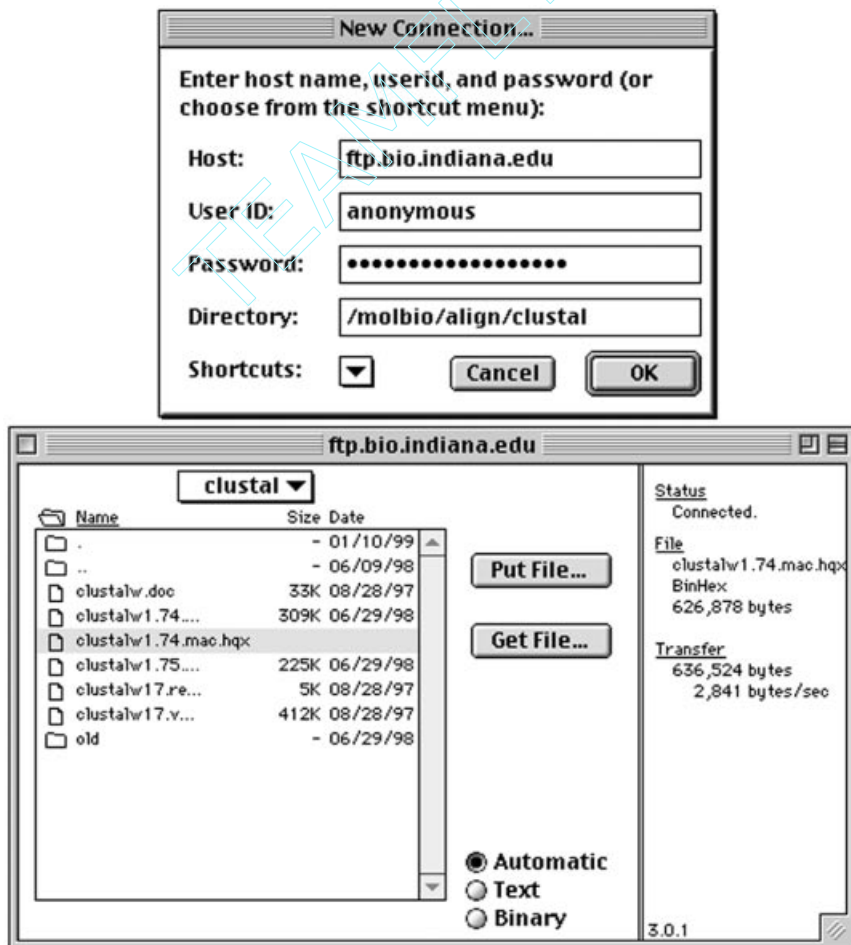 New Connection...
Enter host name, userid, and password (or
choose from the shortcut menu):
Host: ftp.bio.indiana.edu
User ID: anonymous
Password: ••••••••••••••••••
Directory: /molbio/align/clustal
Shortcuts: Cancel OK
TEAMFL
ftp.bio.indiana.edu
clustal
Name Size Date
. - 01/10/99
.. - 06/09/98
clustalw.doc 33K 08/28/97
clustalw1.74.... 309K 06/29/98
clustalw1.74.mac.hqx
clustalw1.75.... 225K 06/29/98
clustalw17.re... 5K 08/28/97
clustalw17.v... 412K 08/28/97
old - 06/29/98
Put File...
Get File...
Automatic
Text
Binary
Status
Connected.
File
clustalw1.74.mac.hqx
BinHex
626,878 bytes
Transfer
636,524 bytes
2,841 bytes/sec
3.0.1